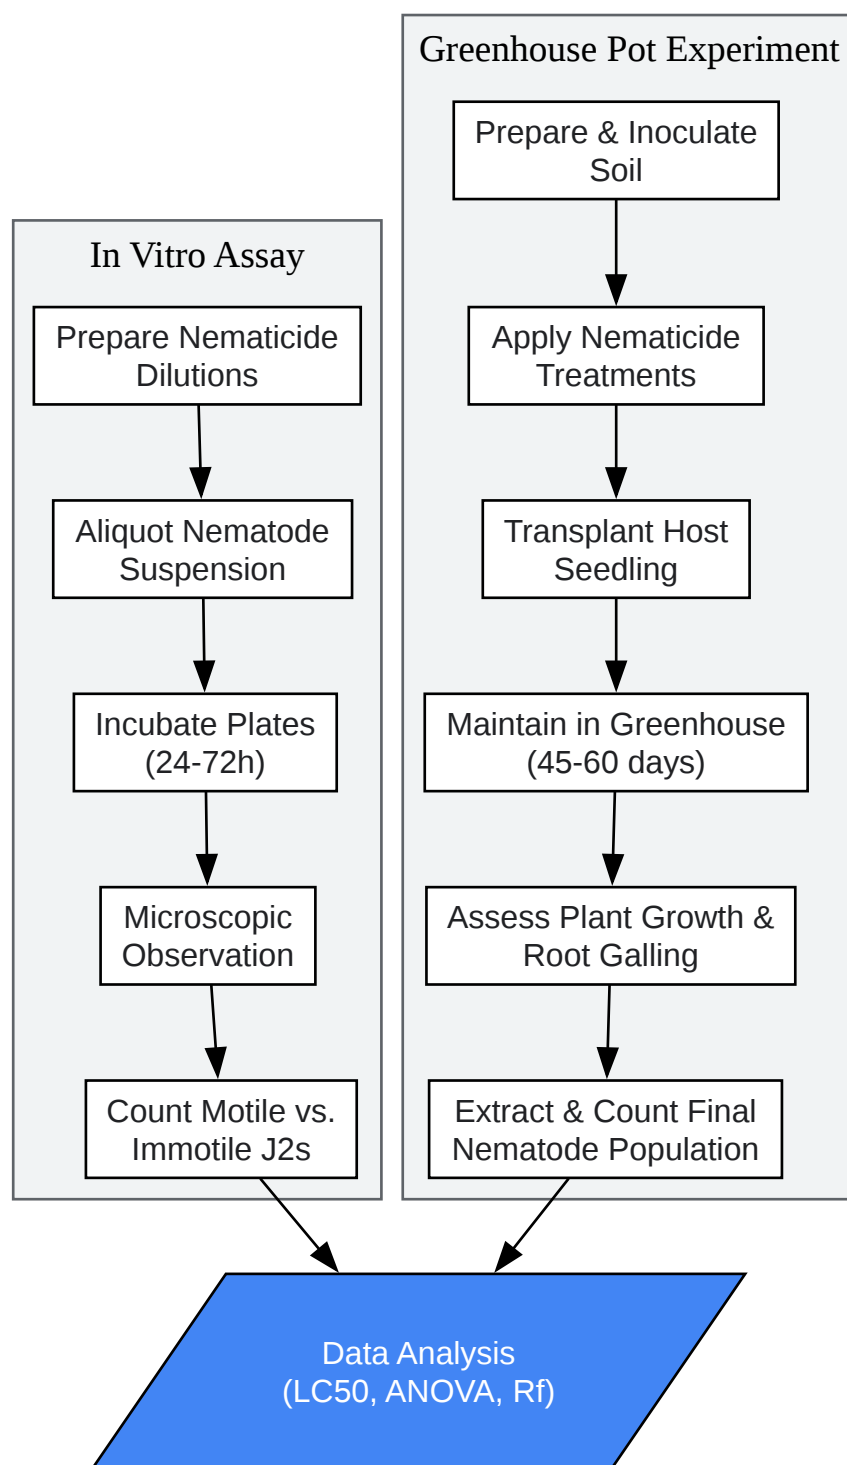 Greenhouse Pot Experiment
Prepare & Inoculate
Soil
Apply Nematicide
Treatments
Transplant Host
Seedling
Maintain in Greenhouse
(45-60 days)
Assess Plant Growth &
Root Galling
Extract & Count Final
Nematode Population
In Vitro Assay
Prepare Nematicide
Dilutions
Aliquot Nematode
Suspension
Incubate Plates
(24-72h)
Microscopic
Observation
Count Motile vs.
Immotile J2s
Data Analysis
(LC50, ANOVA, Rf)